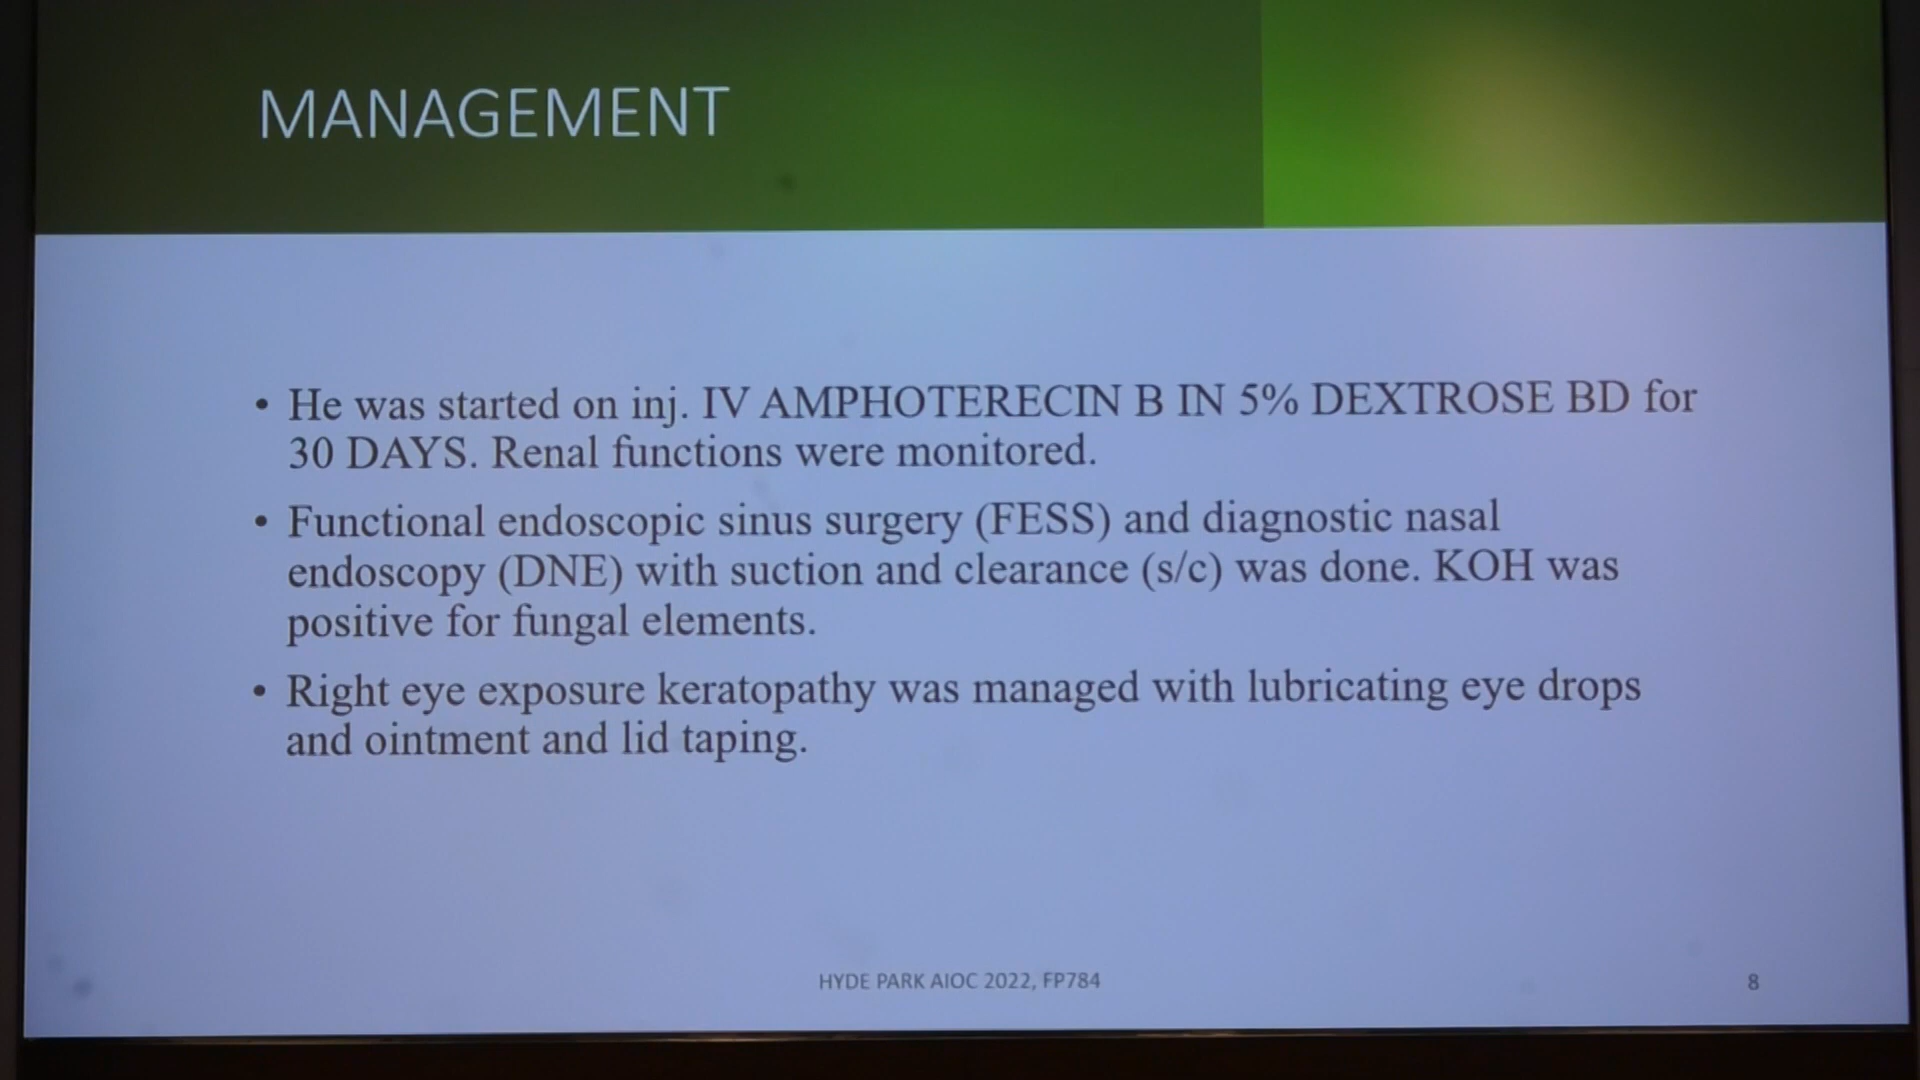 MANAGEMENT
• He was started on inj. IV AMPHOTERECIN B IN 5% DEXTROSE BD for
30 DAYS. Renal functions were monitored.
• Functional endoscopic sinus surgery (FESS) and diagnostic nasal
endoscopy (DNE) with suction and clearance (s/c) was done. KOH was
positive for fungal elements.
• Right eye exposure keratopathy was managed with lubricating eye drops
and ointment and lid taping.
HYDE PARK AIOC 2022, FP784
8